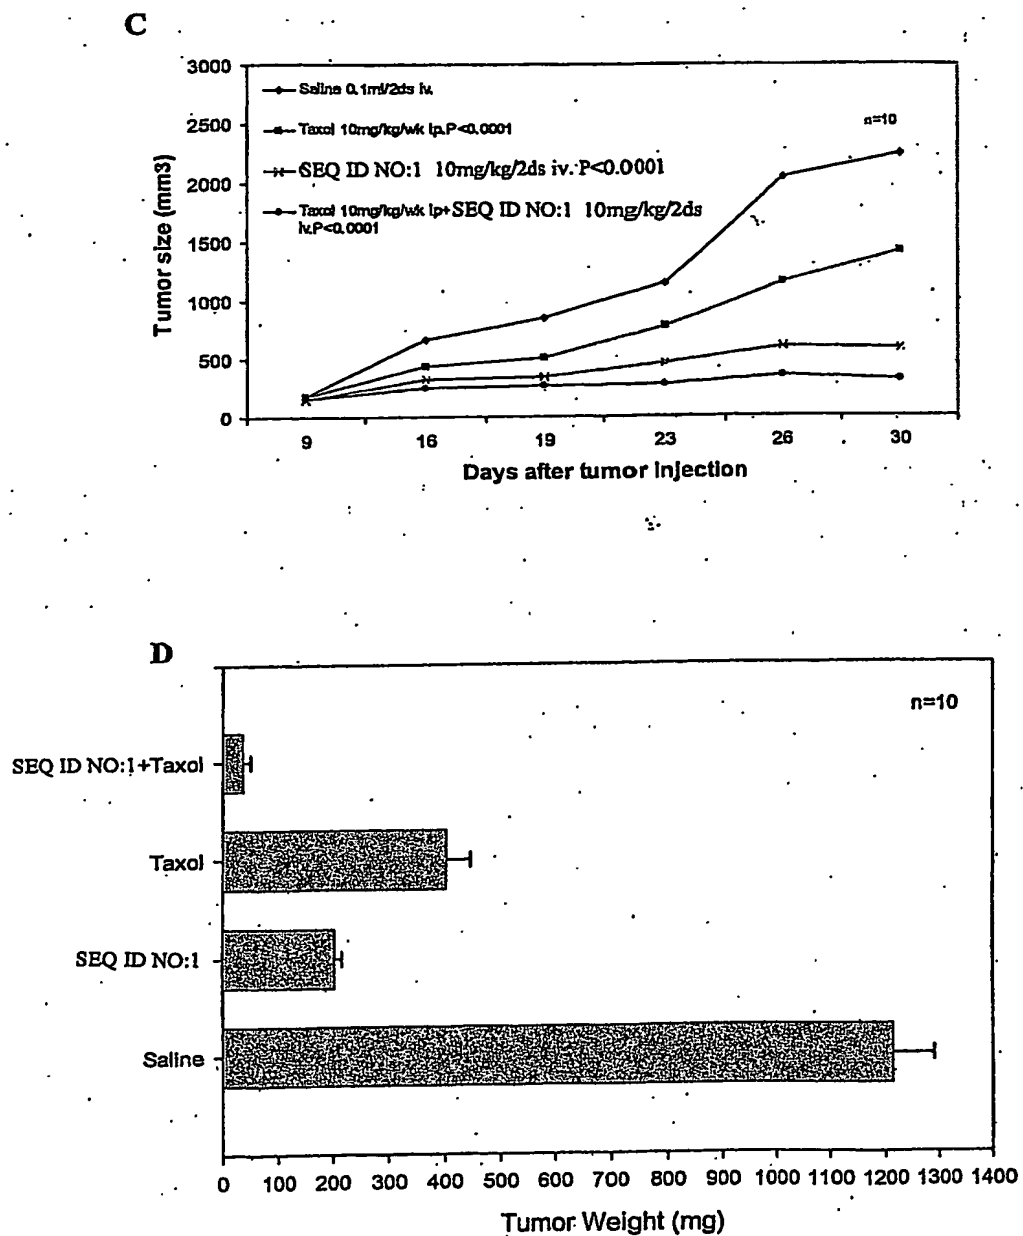 C
3000
2500
2000
1500
1000
500
0
Tumor size (mm3)
Saline 0.1ml/2ds iv.
Taxol 10mg/kg/wk ip.P<0.0001
SEQ ID NO:1 10mg/kg/2ds iv. P<0.0001
Taxol 10mg/kg/wk ip+SEQ ID NO:1 10mg/kg/2ds
iv.P<0.0001
n=10
9 16 19 23 26 30
Days after tumor injection
D
n=10
SEQ ID NO:1+Taxol
Taxol
SEQ ID NO:1
Saline
0 100 200 300 400 500 600 700 800 900 1000 1100 1200 1300 1400
Tumor Weight (mg)